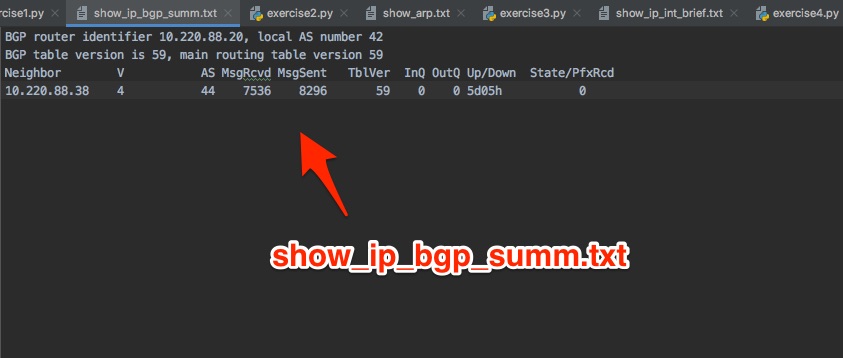 rcise1.py show_ip_bgp_summ.txt exercise2.py show_arp.txt exercise3.py show_ip_int_brief.txt exercise4.py
BGP router identifier 10.220.88.20, local AS number 42
BGP table version is 59, main routing table version 59
Neighbor V AS MsgRcvd MsgSent TblVer InQ OutQ Up/Down State/PfxRcd
10.220.88.38 4 44 7536 8296 59 0 0 5d05h 0
show_ip_bgp_summ.txt